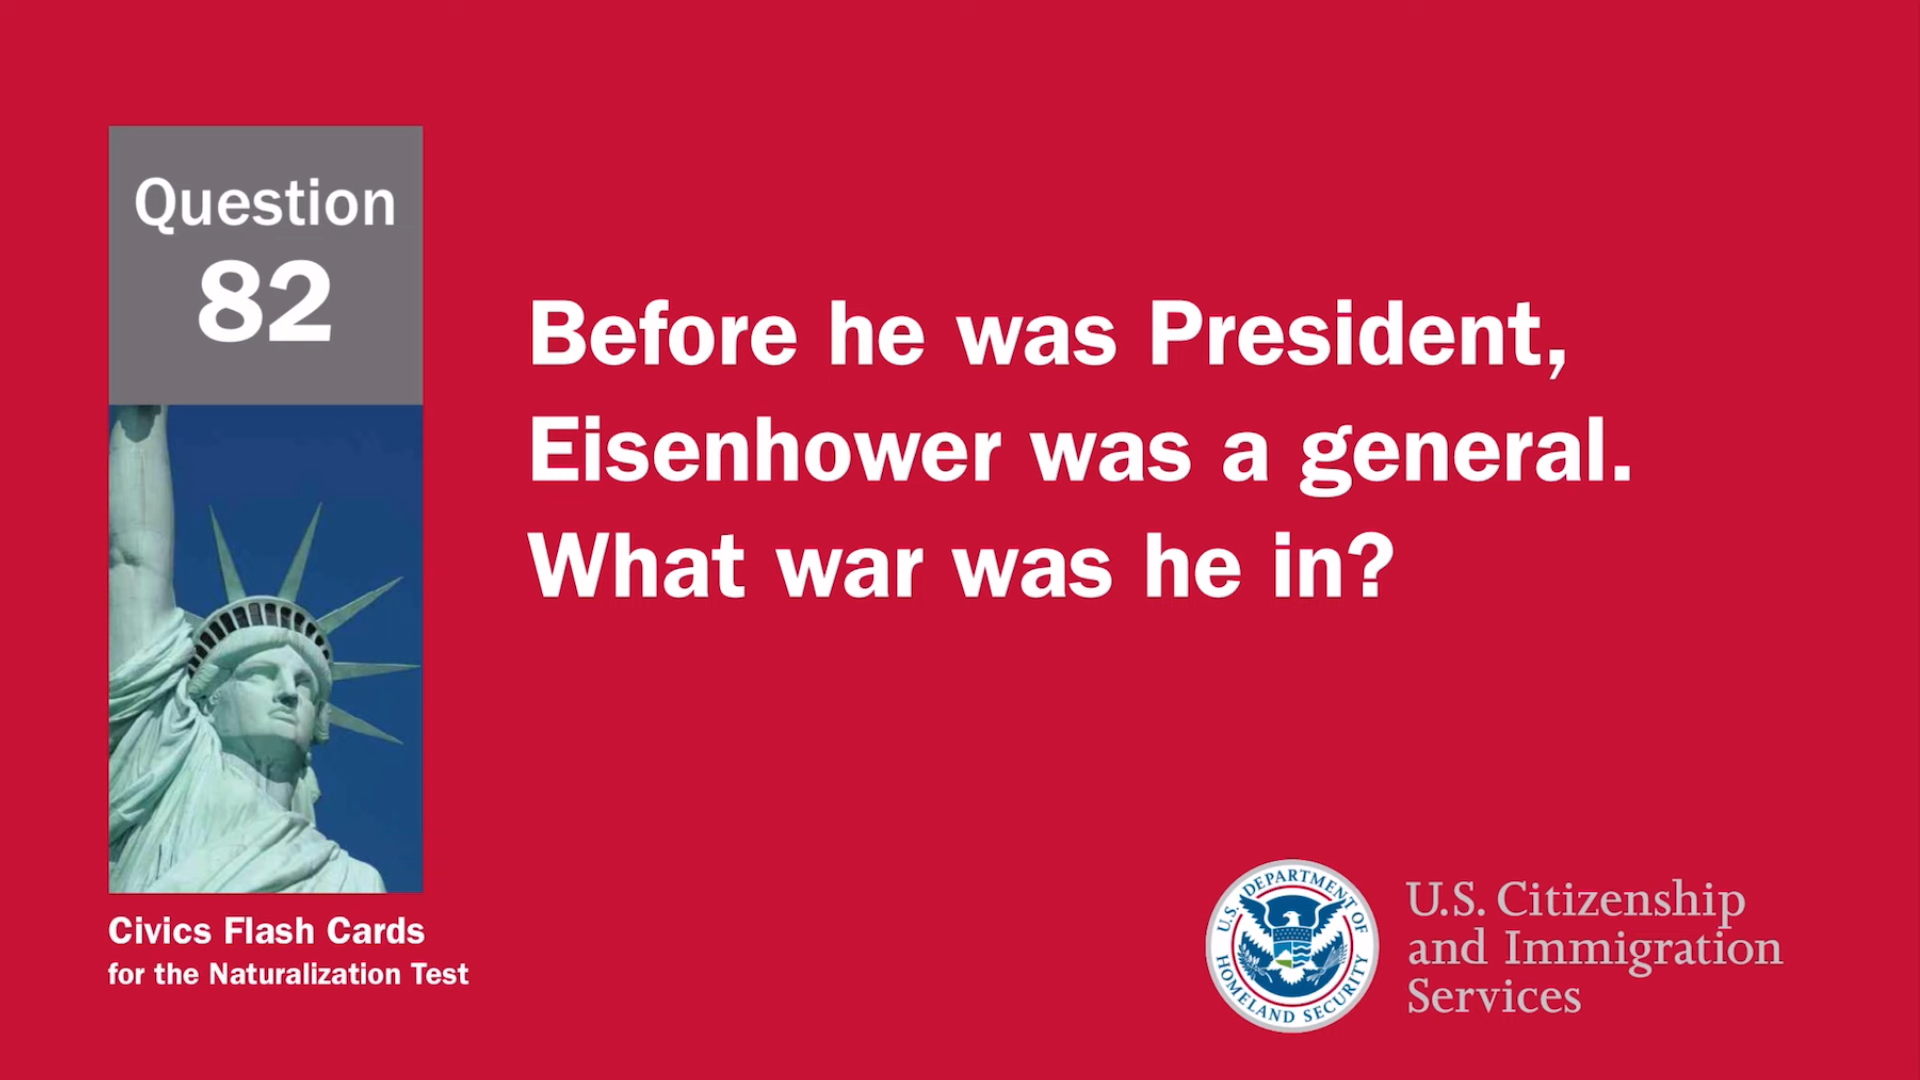 Question
82
Before he was President,
Eisenhower was a general.
What war was he in?
Civics Flash Cards
for the Naturalization Test
U.S. DEPARTMENT OF
HOMELAND SECURITY
U.S. Citizenship
and Immigration
Services